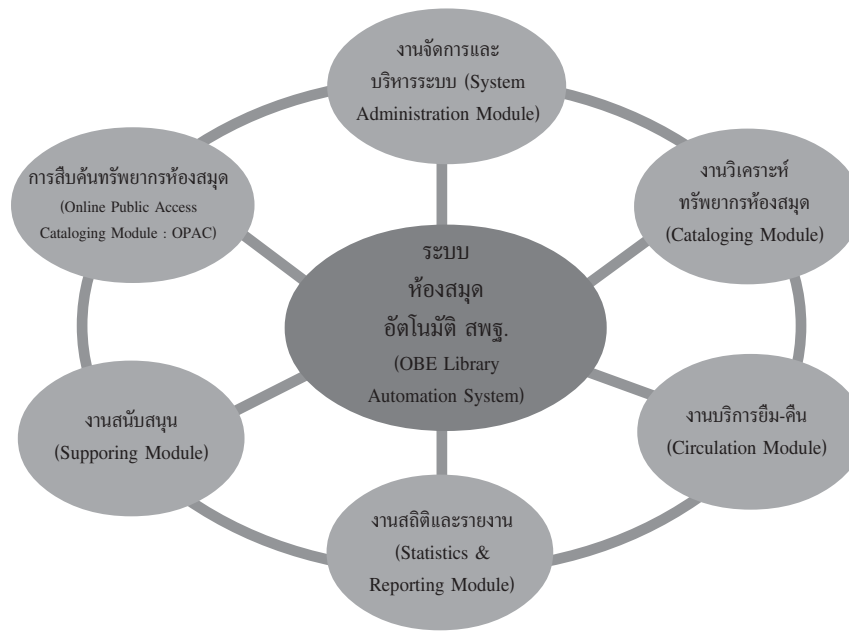 งานจัดการและ
บริหารระบบ (System
Administration Module)
การสืบค้นทรัพยากรห้องสมุด
(Online Public Access
Cataloging Module : OPAC)
งานวิเคราะห์
ทรัพยากรห้องสมุด
(Cataloging Module)
ระบบ
ห้องสมุด
อัตโนมัติ สพฐ.
(OBE Library
Automation System)
งานสนับสนุน
(Supporing Module)
งานบริการยืม-คืน
(Circulation Module)
งานสถิติและรายงาน
(Statistics &
Reporting Module)